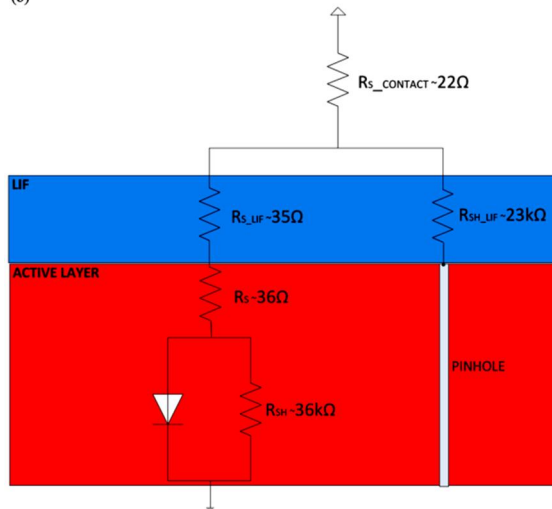 RS_CONTACT ~22Ω
LIF
RS_LIF~35Ω
RSH_LIF~23kΩ
ACTIVE LAYER
RS~36Ω
PINHOLE
RSH~36kΩ